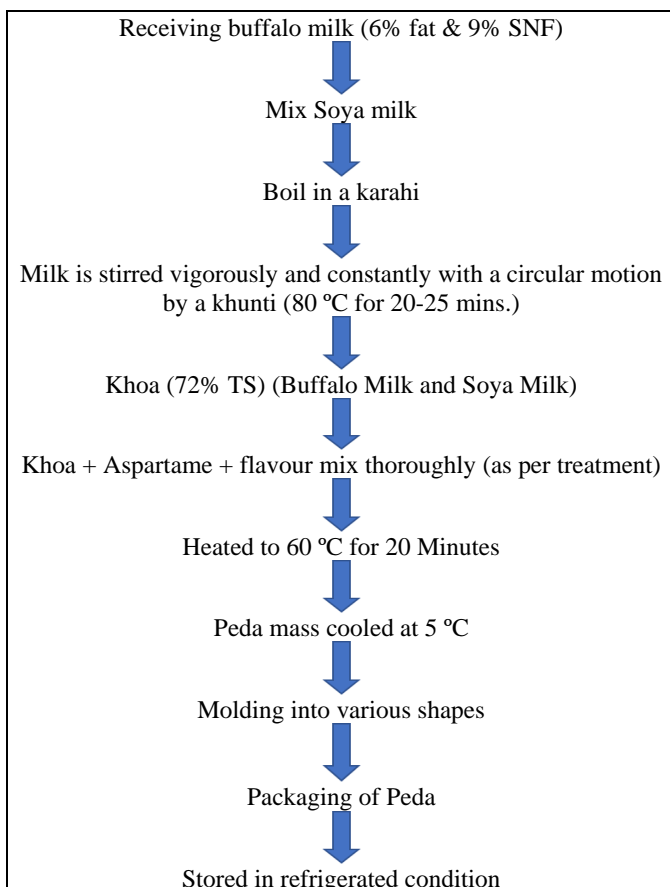 Receiving buffalo milk (6% fat & 9% SNF)
Mix Soya milk
Boil in a karahi
Milk is stirred vigorously and constantly with a circular motion
by a khunti (80 ºC for 20-25 mins.)
Khoa (72% TS) (Buffalo Milk and Soya Milk)
Khoa + Aspartame + flavour mix thoroughly (as per treatment)
Heated to 60 ºC for 20 Minutes
Peda mass cooled at 5 ºC
Molding into various shapes
Packaging of Peda
Stored in refrigerated condition